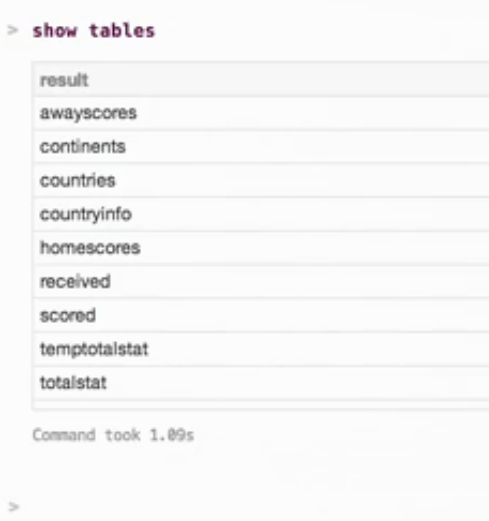 > show tables
result
awayscores
continents
countries
countryinfo
homescores
received
scored
temptotalstat
totalstat
Command took 1.09s
>